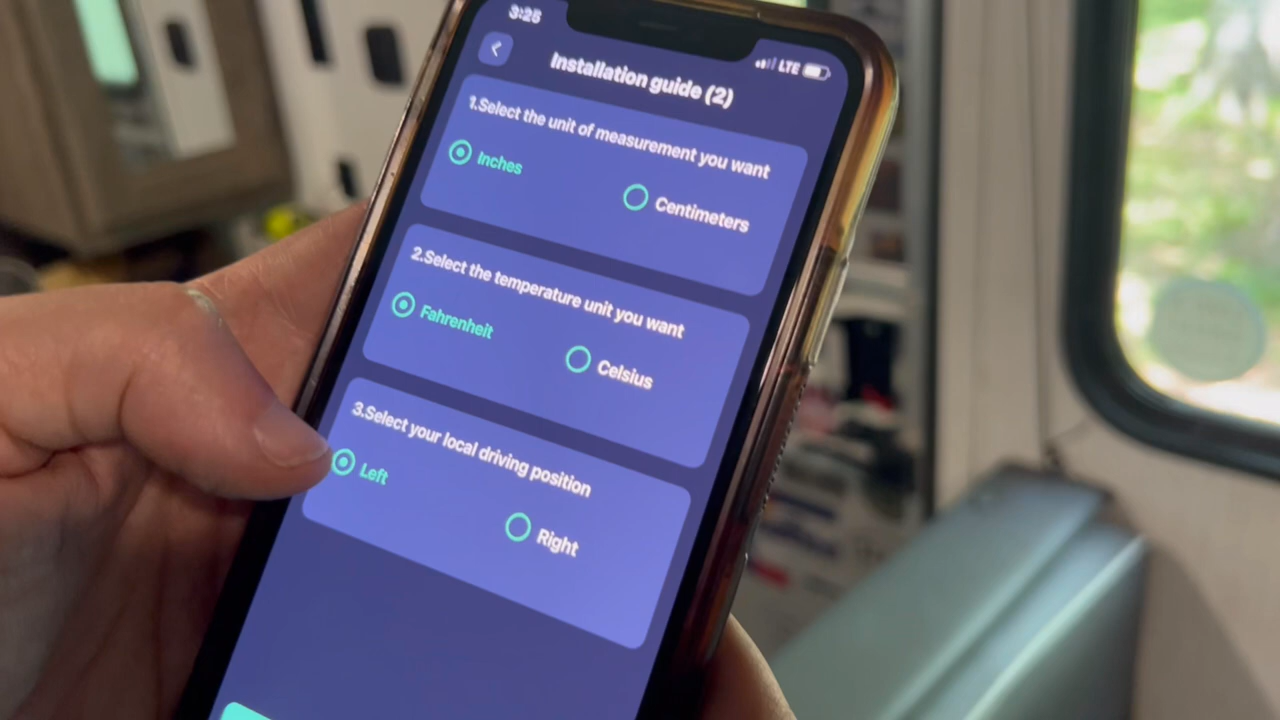 3:25
LTE
Installation guide (2)
1.Select the unit of measurement you want
Inches
Centimeters
2.Select the temperature unit you want
Fahrenheit
Celsius
3.Select your local driving position
Left
Right